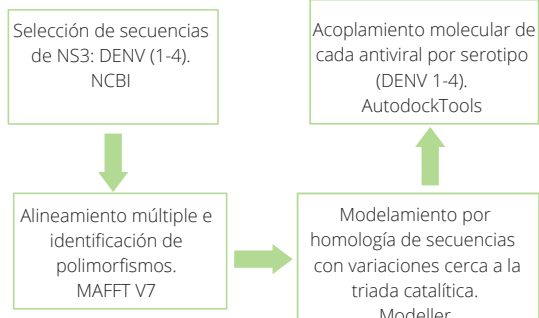 Selección de secuencias
de NS3: DENV (1-4).
NCBI
Alineamiento múltiple e
identificación de
polimorfismos.
MAFFT V7
Modelamiento por
homología de secuencias
con variaciones cerca a la
triada catalítica.
Modeller
Acoplamiento molecular de
cada antiviral por serotipo
(DENV 1-4).
AutodockTools